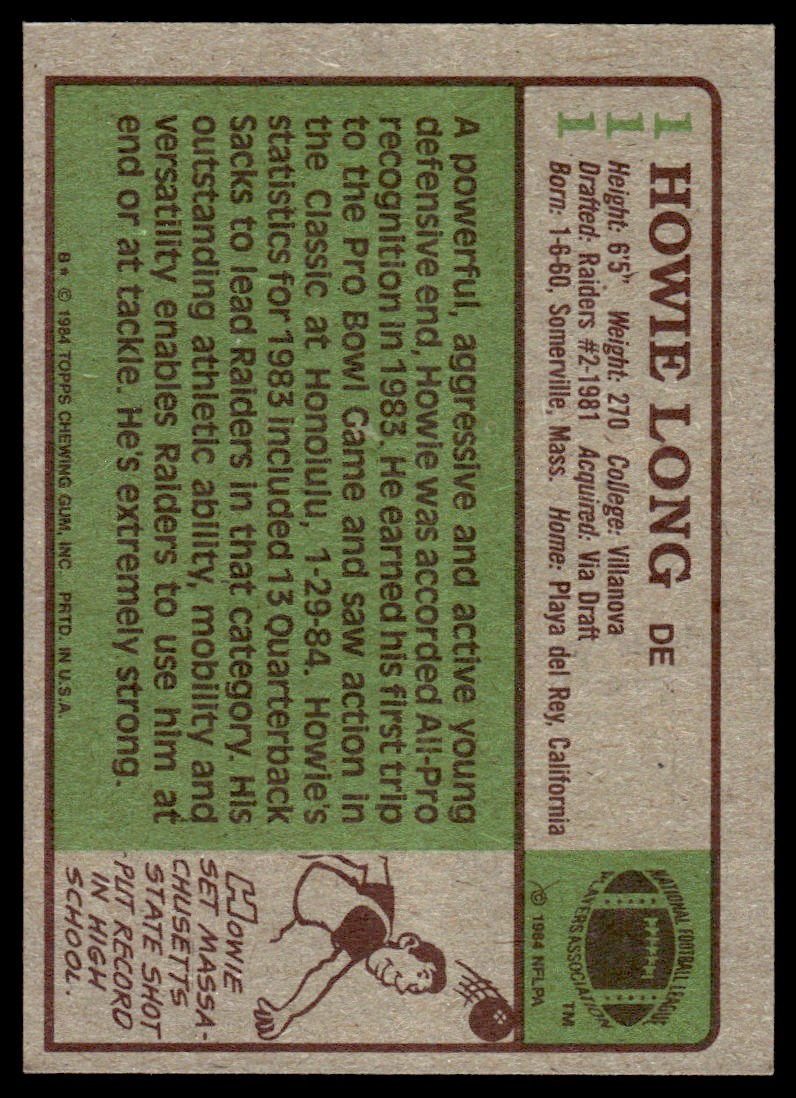 111
HOWIE LONG DE
Height: 6'5" Weight: 270 College: Villanova
Drafted: Raiders #2-1981 Acquired: Via Draft
Born: 1-6-60, Somerville, Mass. Home: Playa del Rey, California
NATIONAL FOOTBALL LEAGUE
PLAYERS ASSOCIATION
TM
© 1984 NFLPA
A powerful, aggressive and active young
defensive end, Howie was accorded All-Pro
recognition in 1983. He earned his first trip
to the Pro Bowl Game and saw action in
the Classic at Honolulu, 1-29-84. Howie's
statistics for 1983 included 13 Quarterback
Sacks to lead Raiders in that category. His
outstanding athletic ability, mobility and
versatility enables Raiders to use him at
end or at tackle. He's extremely strong.
8* © 1984 TOPPS CHEWING GUM, INC. PRTD. IN U.S.A.
HOWIE
SET MASSA-
CHUSETTS
STATE SHOT
PUT RECORD
IN HIGH
SCHOOL.